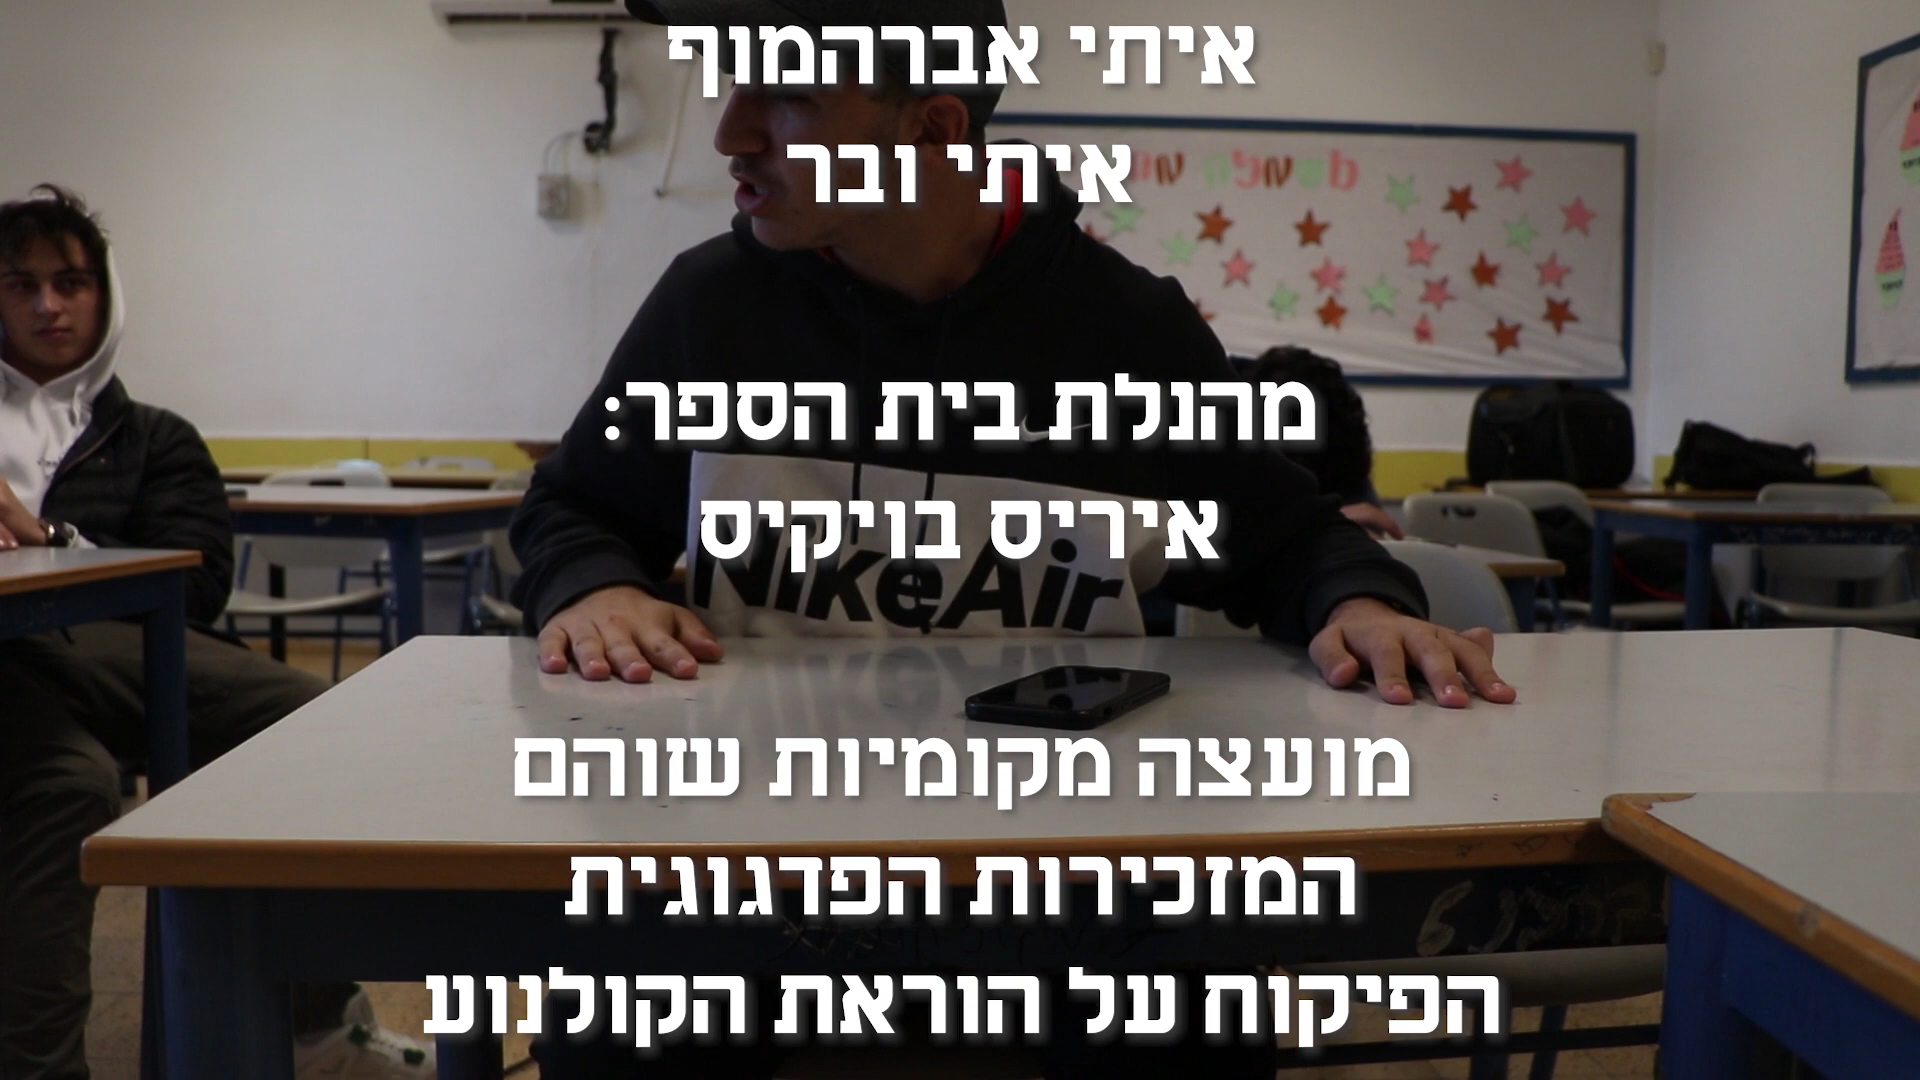 איתי אברהמוף
איתי ובר
מהנלת בית הספר:
איריס בויקיס
NikeAir
מועצה מקומיות שוהם
המזכירות הפדגוגית
הפיקוח על הוראת הקולנוע